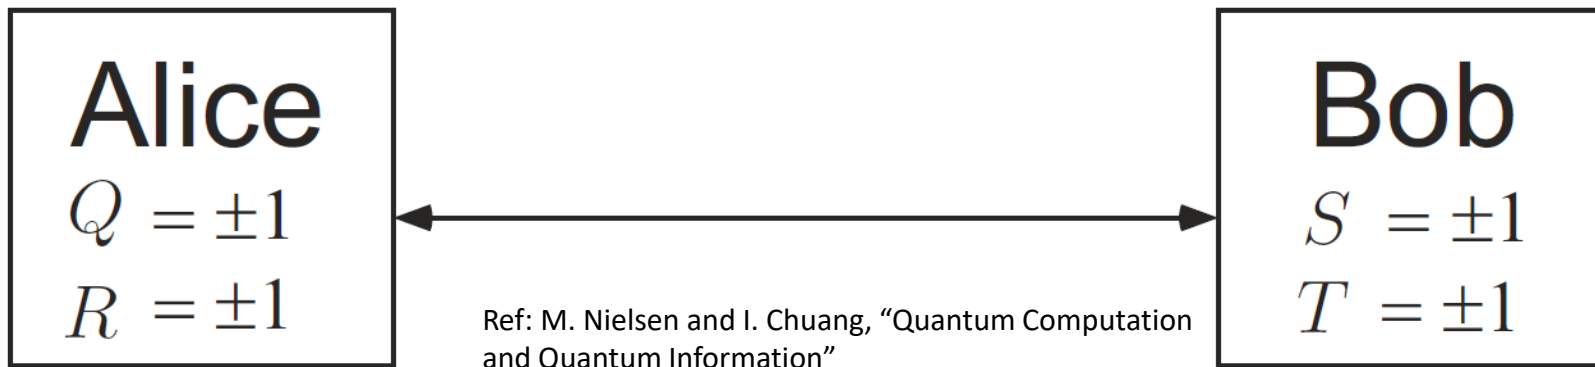 Alice
Q = ±1
R = ±1
Bob
S = ±1
T = ±1
Ref: M. Nielsen and I. Chuang, “Quantum Computation
and Quantum Information”